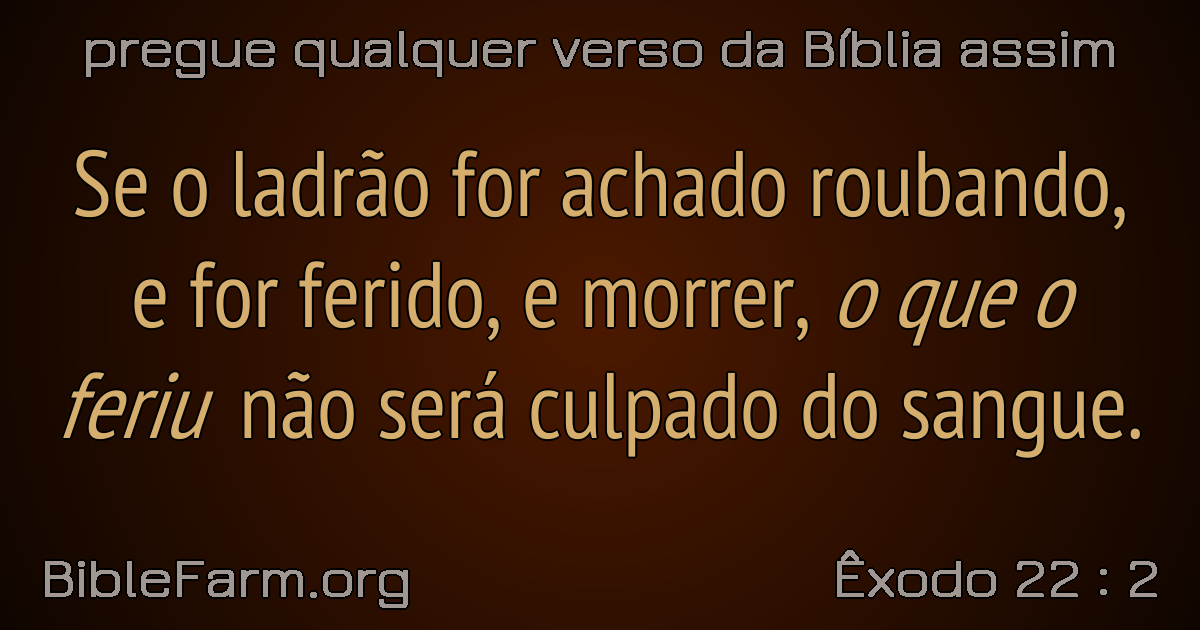 pregue qualquer verso da Bíblia assim
Se o ladrão for achado roubando,
e for ferido, e morrer, o que o
feriu não será culpado do sangue.
BibleFarm.org
Êxodo 22 : 2